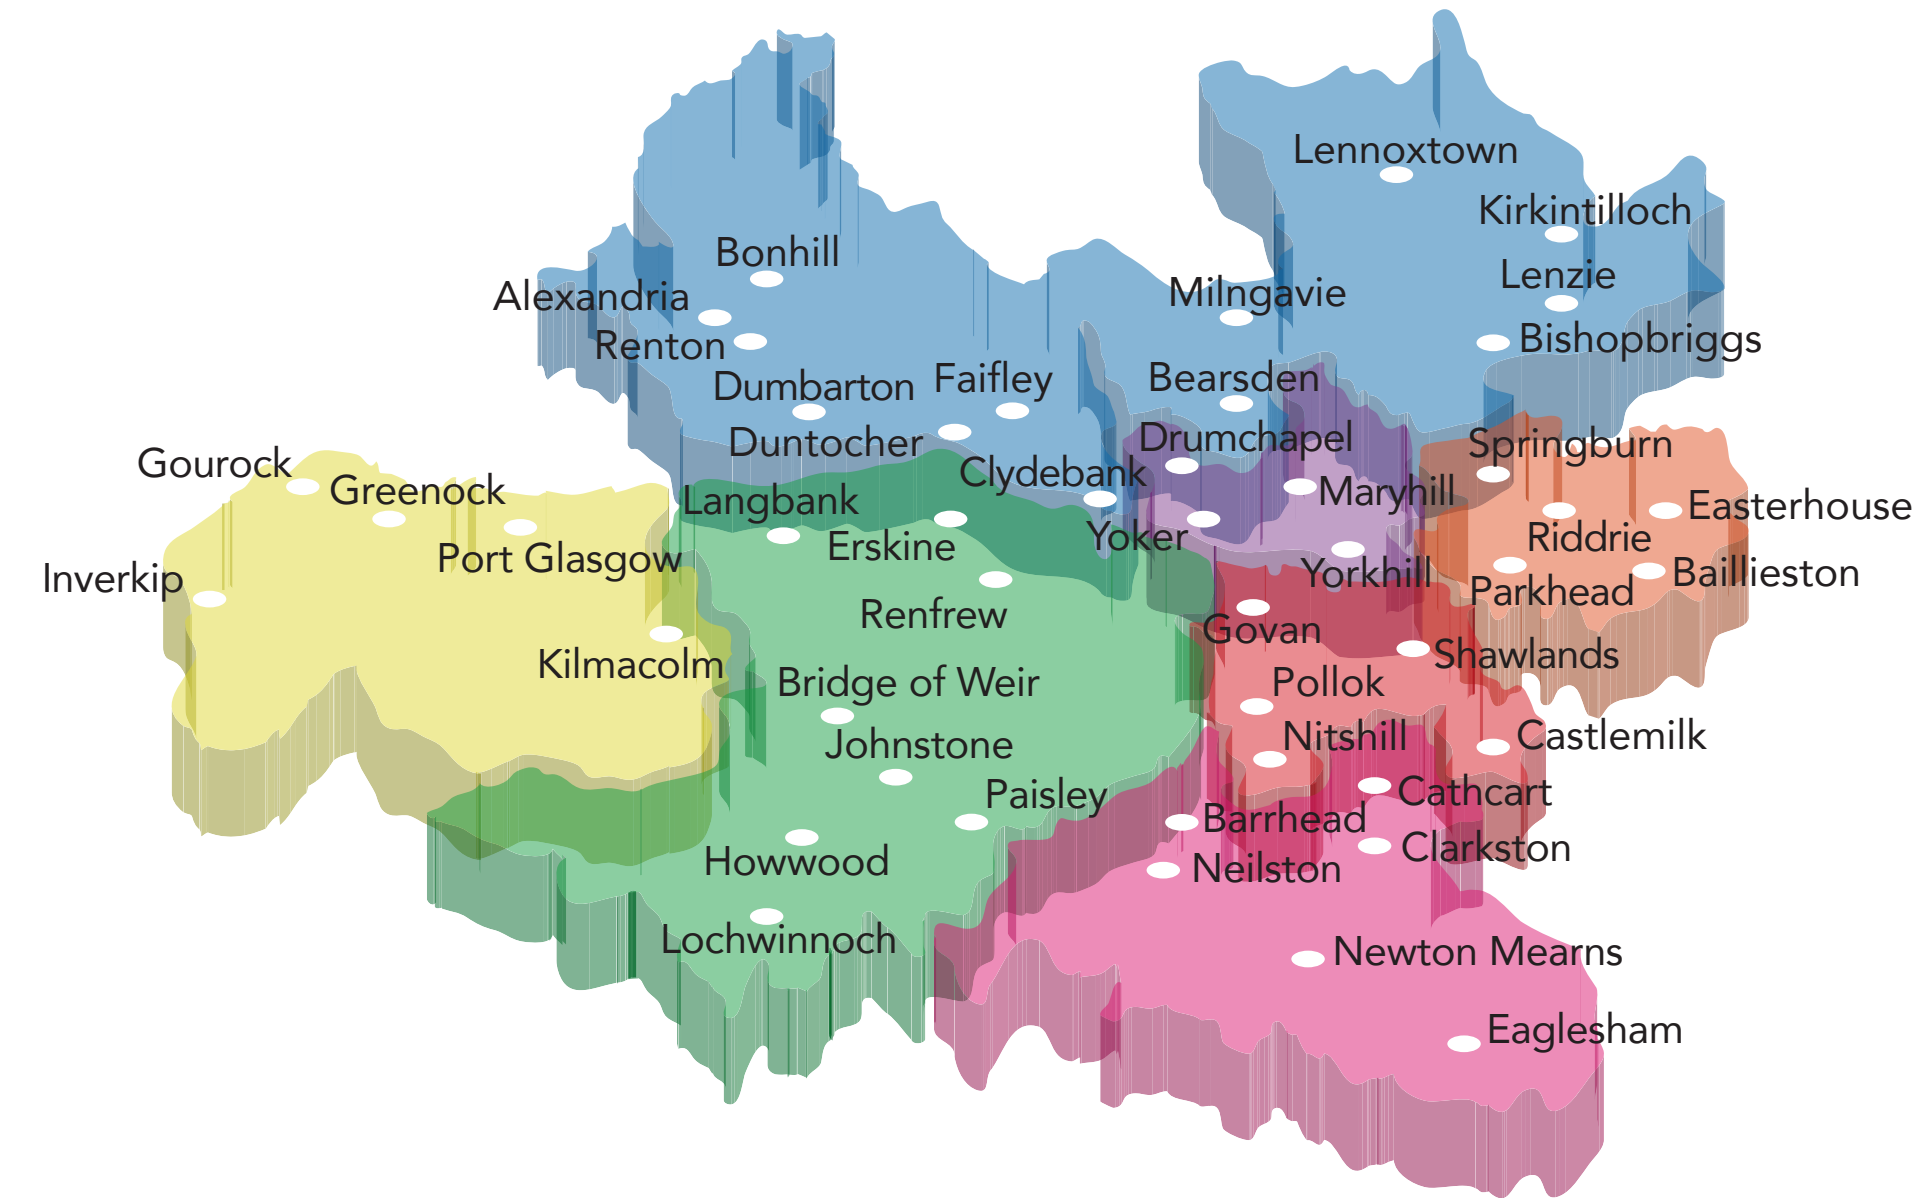 Lennoxtown
Kirkintilloch
Bonhill
Lenzie
Alexandria
Milngavie
Renton
Bishopbriggs
Dumbarton
Faifley
Bearsden
Duntocher
Drumchapel
Springburn
Gourock
Clydebank
Greenock
Langbank
Maryhill
Easterhouse
Yoker
Riddrie
Erskine
Port Glasgow
Inverkip
Yorkhill
Baillieston
Parkhead
Renfrew
Govan
Shawlands
Kilmacolm
Bridge of Weir
Pollok
Nitshill
Castlemilk
Johnstone
Paisley
Cathcart
Barrhead
Clarkston
Howwood
Neilston
Lochwinnoch
Newton Mearns
Eaglesham